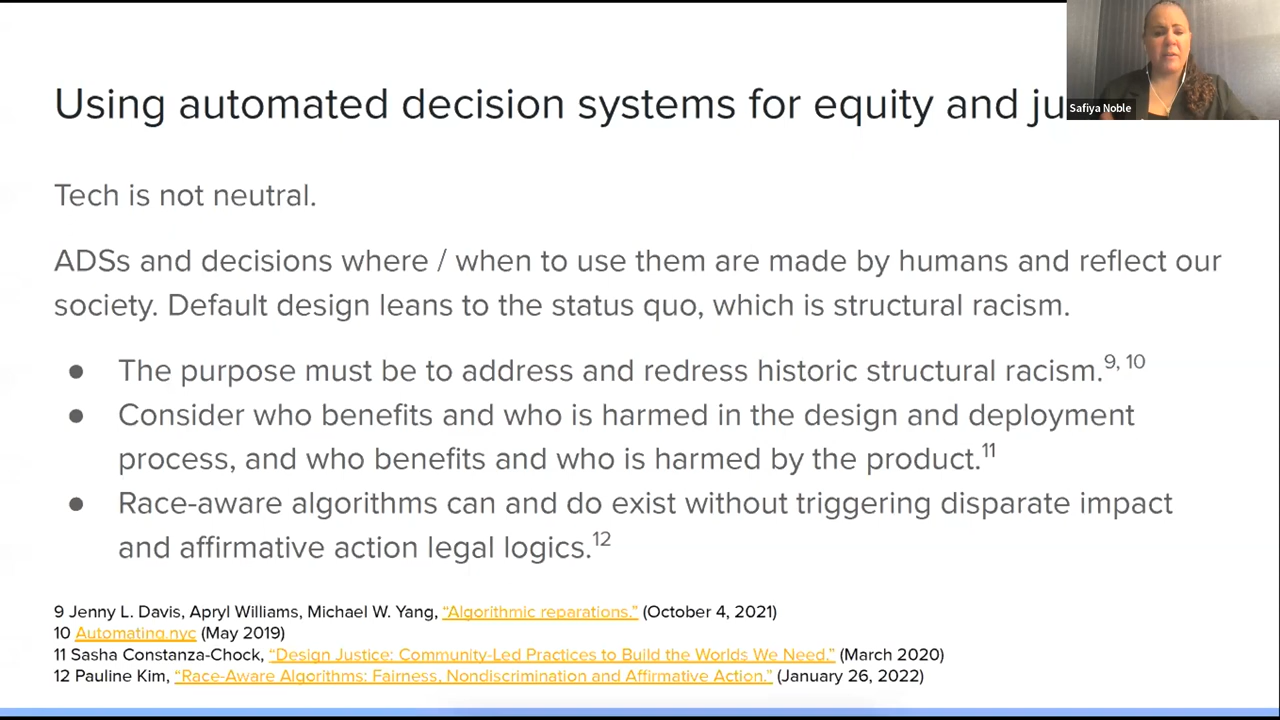 Using automated decision systems for equity and ju
Safiya Noble
Tech is not neutral.
ADSs and decisions where / when to use them are made by humans and reflect our
society. Default design leans to the status quo, which is structural racism.
● The purpose must be to address and redress historic structural racism.9, 10
● Consider who benefits and who is harmed in the design and deployment
process, and who benefits and who is harmed by the product.11
● Race-aware algorithms can and do exist without triggering disparate impact
and affirmative action legal logics.12
9 Jenny L. Davis, Apryl Williams, Michael W. Yang, “Algorithmic reparations.” (October 4, 2021)
10 Automating.nyc (May 2019)
11 Sasha Constanza-Chock, “Design Justice: Community-Led Practices to Build the Worlds We Need.” (March 2020)
12 Pauline Kim, “Race-Aware Algorithms: Fairness, Nondiscrimination and Affirmative Action.” (January 26, 2022)